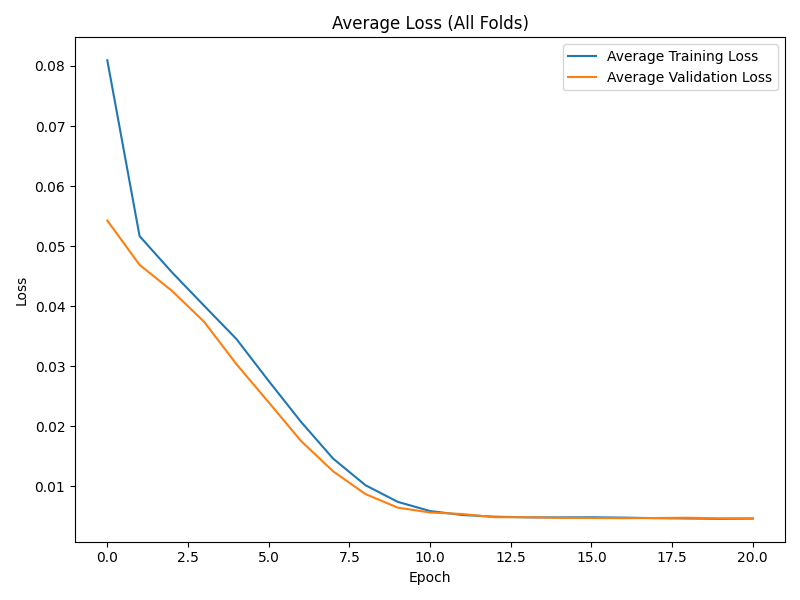 Average Loss (All Folds)
Average Training Loss
Average Validation Loss
0.08
0.07
0.06
0.05
0.04
0.03
0.02
0.01
Loss
0.0 2.5 5.0 7.5 10.0 12.5 15.0 17.5 20.0
Epoch